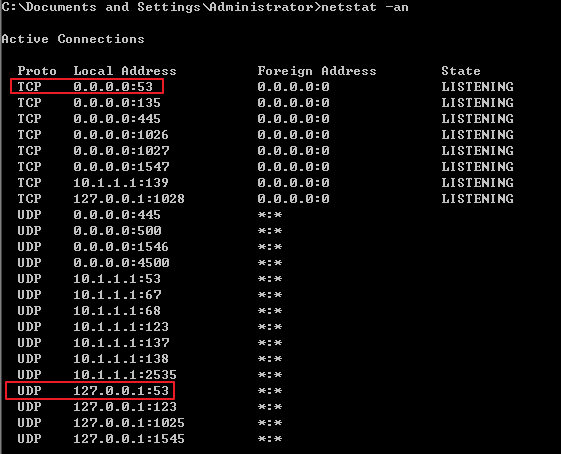 C:\Documents and Settings\Administrator>netstat -an
Active Connections
Proto Local Address Foreign Address State
TCP 0.0.0.0:53 0.0.0.0:0 LISTENING
TCP 0.0.0.0:135 0.0.0.0:0 LISTENING
TCP 0.0.0.0:445 0.0.0.0:0 LISTENING
TCP 0.0.0.0:1026 0.0.0.0:0 LISTENING
TCP 0.0.0.0:1027 0.0.0.0:0 LISTENING
TCP 0.0.0.0:1547 0.0.0.0:0 LISTENING
TCP 10.1.1.1:139 0.0.0.0:0 LISTENING
TCP 127.0.0.1:1028 0.0.0.0:0 LISTENING
UDP 0.0.0.0:445 *:*
UDP 0.0.0.0:500 *:*
UDP 0.0.0.0:1546 *:*
UDP 0.0.0.0:4500 *:*
UDP 10.1.1.1:53 *:*
UDP 10.1.1.1:67 *:*
UDP 10.1.1.1:68 *:*
UDP 10.1.1.1:123 *:*
UDP 10.1.1.1:137 *:*
UDP 10.1.1.1:138 *:*
UDP 10.1.1.1:2535 *:*
UDP 127.0.0.1:53 *:*
UDP 127.0.0.1:123 *:*
UDP 127.0.0.1:1025 *:*
UDP 127.0.0.1:1545 *:*